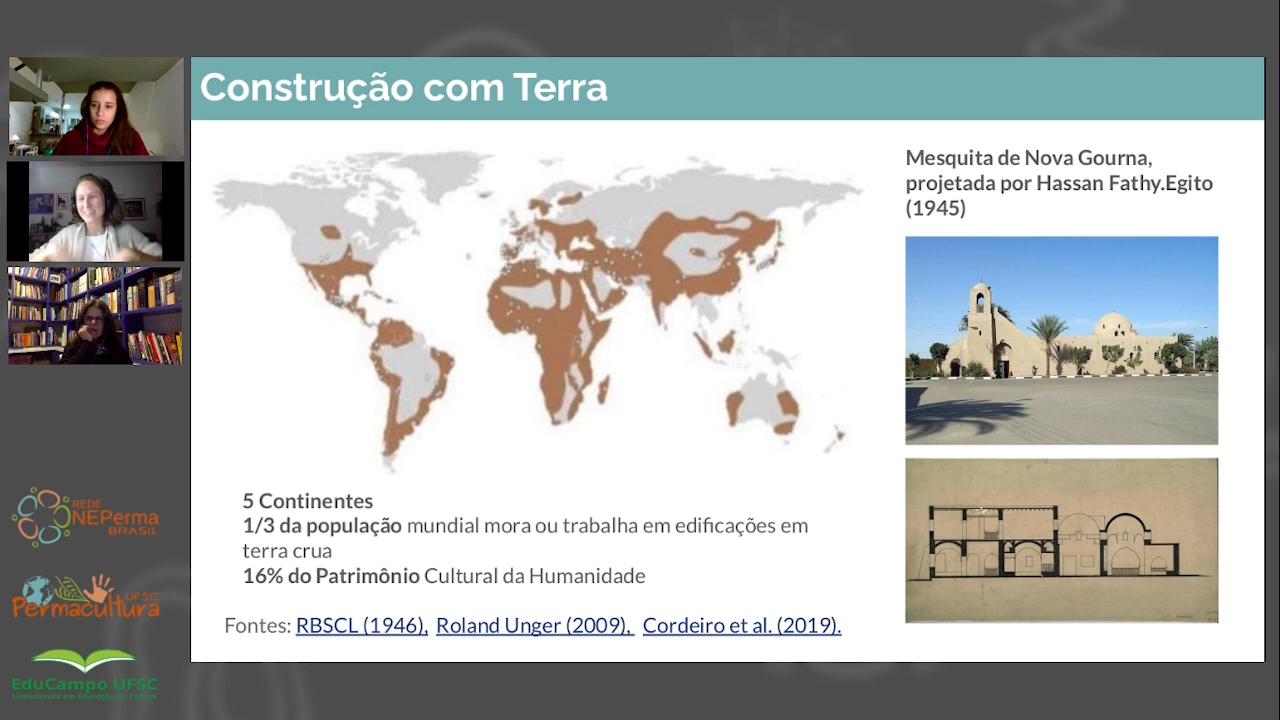 Construção com Terra
Mesquita de Nova Gourna,
projetada por Hassan Fathy.Egito
(1945)
5 Continentes
1/3 da população mundial mora ou trabalha em edificações em
terra crua
16% do Patrimônio Cultural da Humanidade
Fontes: RBSCL (1946), Roland Unger (2009), Cordeiro et al. (2019).
REDE
NEPerma
BRASIL
UFSC
Permacultura
EduCampo UFSC
Licenciatura em Educação do Campo